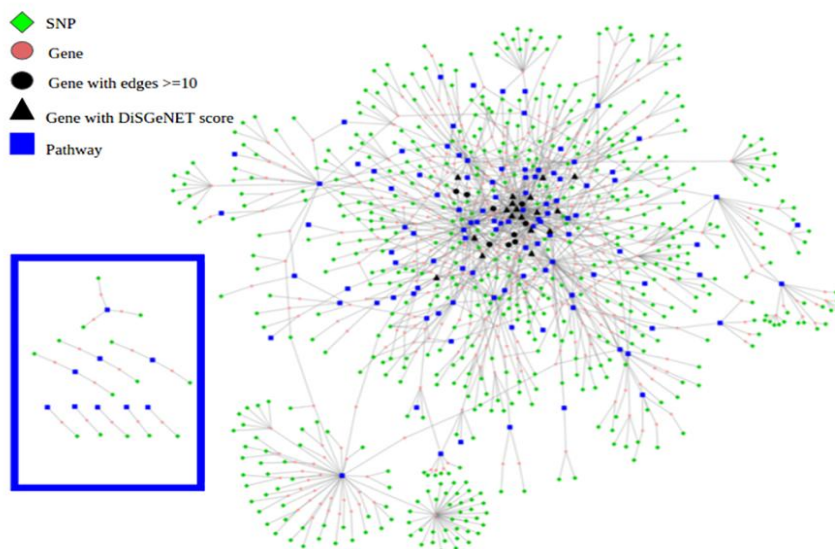 SNP
Gene
Gene with edges >=10
Gene with DiSGeNET score
Pathway